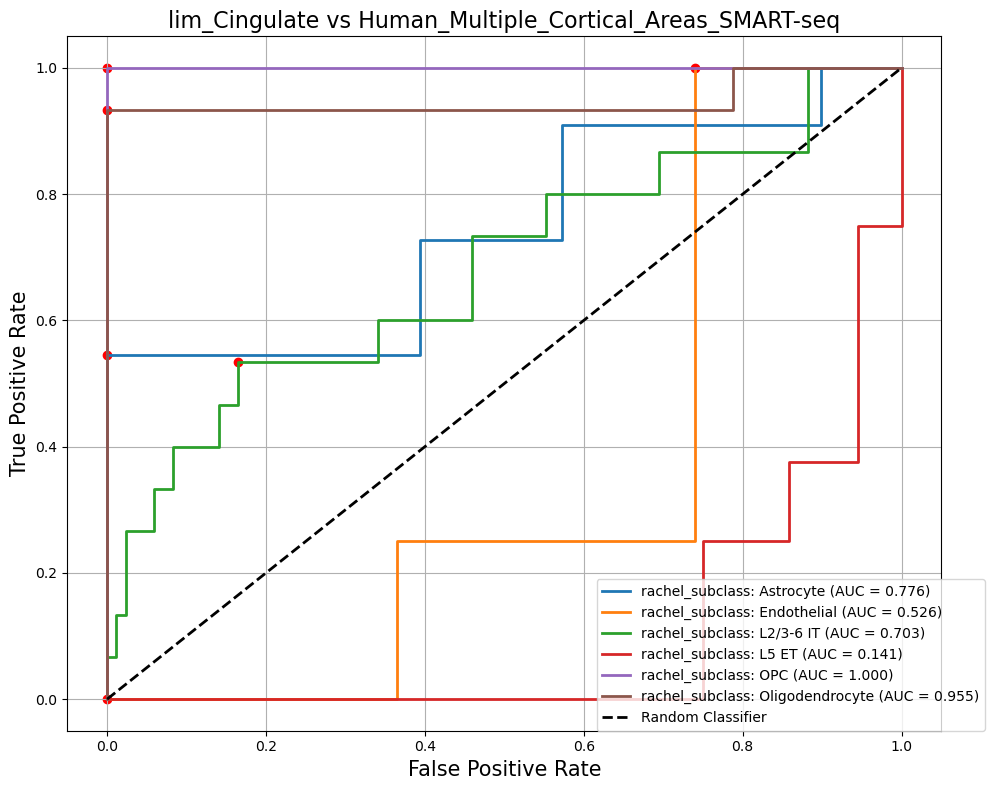 lim_Cingulate vs Human_Multiple_Cortical_Areas_SMART-seq
True Positive Rate
1.0
0.8
0.6
0.4
0.2
0.0
rachel_subclass: Astrocyte (AUC = 0.776)
rachel_subclass: Endothelial (AUC = 0.526)
rachel_subclass: L2/3-6 IT (AUC = 0.703)
rachel_subclass: L5 ET (AUC = 0.141)
rachel_subclass: OPC (AUC = 1.000)
rachel_subclass: Oligodendrocyte (AUC = 0.955)
Random Classifier
0.0 0.2 0.4 0.6 0.8 1.0
False Positive Rate